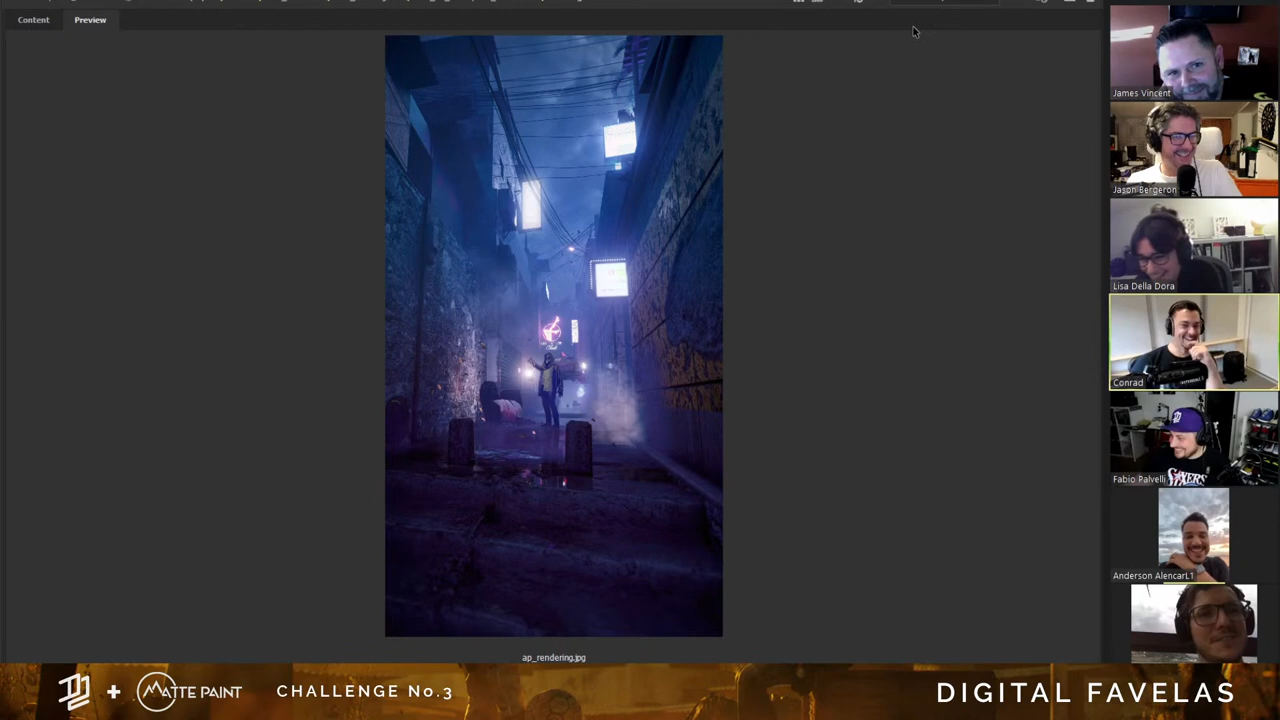 Content
Preview
James Vincent
Jason Bergeron
Lisa Della Dora
Conrad
Fabio Palvelli
Anderson AlencarL1
ap_rendering.jpg
+ MATTE PAINT
CHALLENGE No.3
DIGITAL FAVELAS